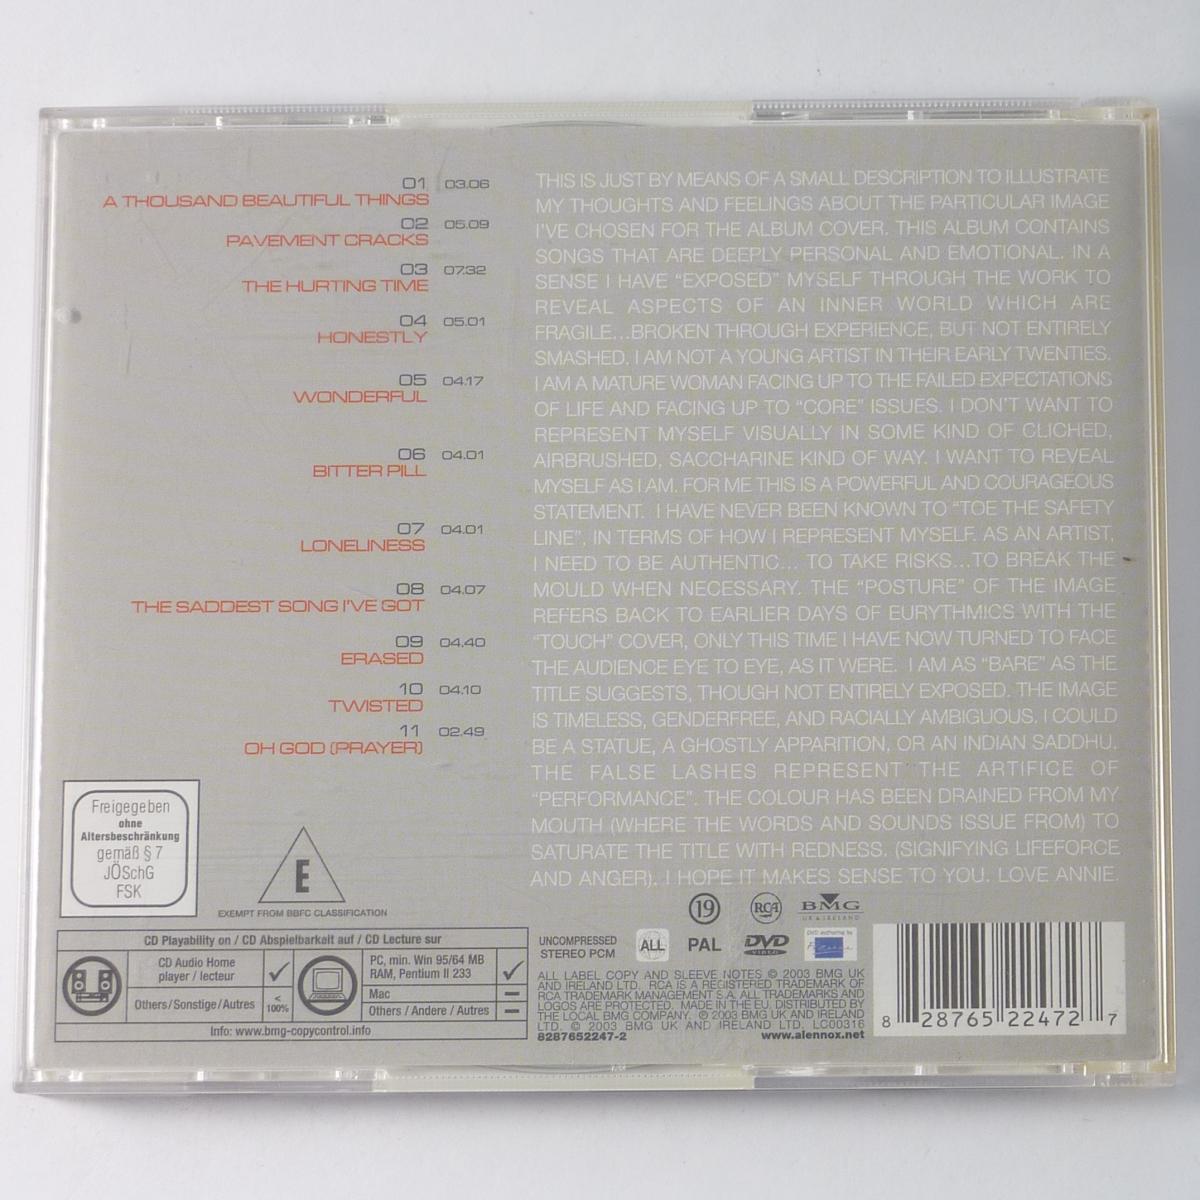 01 03.06
A THOUSAND BEAUTIFUL THINGS
02 05.09
PAVEMENT CRACKS
03 07.32
THE HURTING TIME
04 05.01
HONESTLY
05 04.17
WONDERFUL
06 04.01
BITTER PILL
07 04.01
LONELINESS
08 04.07
THE SADDEST SONG I'VE GOT
09 04.40
ERASED
10 04.10
TWISTED
11 02.49
OH GOD (PRAYER)
THIS IS JUST BY MEANS OF A SMALL DESCRIPTION TO ILLUSTRATE
MY THOUGHTS AND FEELINGS ABOUT THE PARTICULAR IMAGE
I'VE CHOSEN FOR THE ALBUM COVER. THIS ALBUM CONTAINS
SONGS THAT ARE DEEPLY PERSONAL AND EMOTIONAL. IN A
SENSE I HAVE "EXPOSED" MYSELF THROUGH THE WORK TO
REVEAL ASPECTS OF AN INNER WORLD WHICH ARE
FRAGILE...BROKEN THROUGH EXPERIENCE, BUT NOT ENTIRELY
SMASHED. I AM NOT A YOUNG ARTIST IN THEIR EARLY TWENTIES.
I AM A MATURE WOMAN FACING UP TO THE FAILED EXPECTATIONS
OF LIFE AND FACING UP TO "CORE" ISSUES. I DON'T WANT TO
REPRESENT MYSELF VISUALLY IN SOME KIND OF CLICHED,
AIRBRUSHED, SACCHARINE KIND OF WAY. I WANT TO REVEAL
MYSELF AS I AM. FOR ME THIS IS A POWERFUL AND COURAGEOUS
STATEMENT. I HAVE NEVER BEEN KNOWN TO "TOE THE SAFETY
LINE", IN TERMS OF HOW I REPRESENT MYSELF. AS AN ARTIST,
I NEED TO BE AUTHENTIC... TO TAKE RISKS...TO BREAK THE
MOULD WHEN NECESSARY. THE "POSTURE" OF THE IMAGE
REFERS BACK TO EARLIER DAYS OF EURYTHMICS WITH THE
"TOUCH" COVER, ONLY THIS TIME I HAVE NOW TURNED TO FACE
THE AUDIENCE EYE TO EYE, AS IT WERE. I AM AS "BARE" AS THE
TITLE SUGGESTS, THOUGH NOT ENTIRELY EXPOSED. THE IMAGE
IS TIMELESS, GENDERFREE, AND RACIALLY AMBIGUOUS. I COULD
BE A STATUE, A GHOSTLY APPARITION, OR AN INDIAN SADDHU.
THE FALSE LASHES REPRESENT THE ARTIFICE OF
"PERFORMANCE". THE COLOUR HAS BEEN DRAINED FROM MY
MOUTH (WHERE THE WORDS AND SOUNDS ISSUE FROM) TO
SATURATE THE TITLE WITH REDNESS. (SIGNIFYING LIFEFORCE
AND ANGER). I HOPE IT MAKES SENSE TO YOU. LOVE ANNIE.
Freigegeben
ohne
Altersbeschränkung
gemäß § 7
JÖSchG
FSK
E
EXEMPT FROM BBFC CLASSIFICATION
CD Playability on / CD Abspielbarkeit auf / CD Lecture sur
CD Audio Home
player / lecteur
Others/Sonstige/Autres < 100%
PC, min. Win 95/64 MB
RAM, Pentium II 233
Mac
Others / Andere / Autres
Info: www.bmg-copycontrol.info
19 RCA BMG
UK & IRELAND
UNCOMPRESSED
STEREO PCM
ALL PAL DVD
VIDEO
DVD authoring by
ALL LABEL COPY AND SLEEVE NOTES © 2003 BMG UK
AND IRELAND LTD. RCA IS A REGISTERED TRADEMARK OF
RCA TRADEMARK MANAGEMENT S.A. ALL TRADEMARKS AND
LOGOS ARE PROTECTED. MADE IN THE EU. DISTRIBUTED BY
THE LOCAL BMG COMPANY. ℗ 2003 BMG UK AND IRELAND
LTD. © 2003 BMG UK AND IRELAND LTD. LC00316
82876522472-2 www.alennox.net
8 28765 22472 7